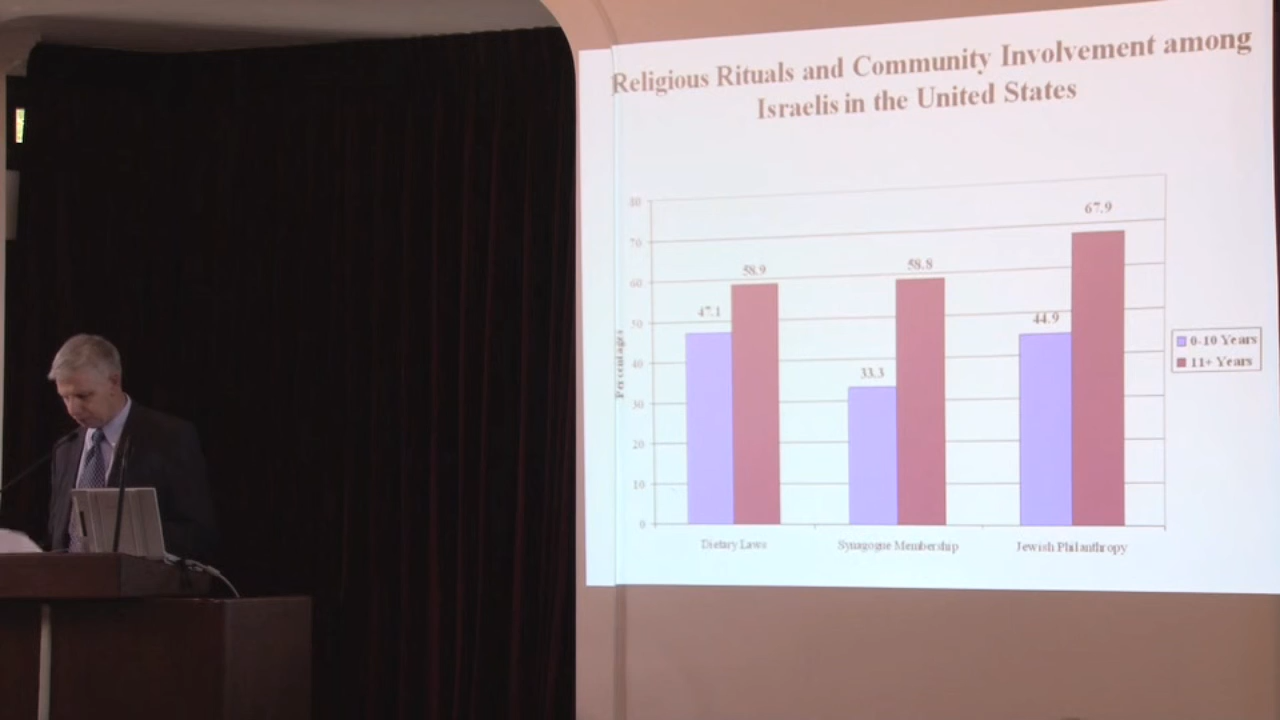 Religious Rituals and Community Involvement among
Israelis in the United States
80
70
60
50
40
30
20
10
0
Percentages
47.1
58.9
33.3
58.8
44.9
67.9
Dietary Laws
Synagogue Membership
Jewish Philanthropy
0-10 Years
11+ Years